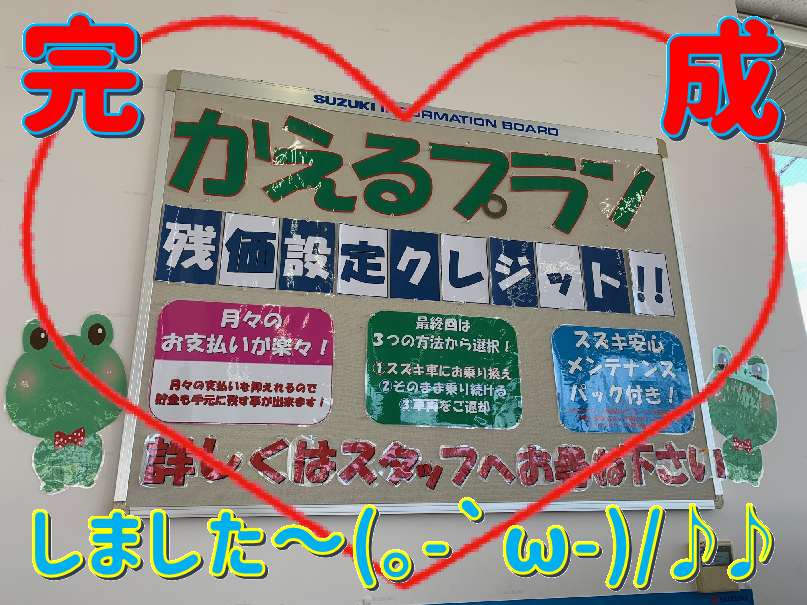 完成
SUZUKI INFORMATION BOARD
かえるプラン
残価設定クレジット!!
月々の
お支払いが楽々！
月々の支払いを押えれるので
貯金も手元に残す事が出来ます！
最終回は
3つの方法から選択！
①スズキ車にお乗り換え
②そのまま乗り続ける
③車両をご返却
スズキ安心
メンテナンス
パック付き！
詳しくはスタッフへお尋ね下さい
しました～(｡-`ω-)/♪♪
SUZUKI